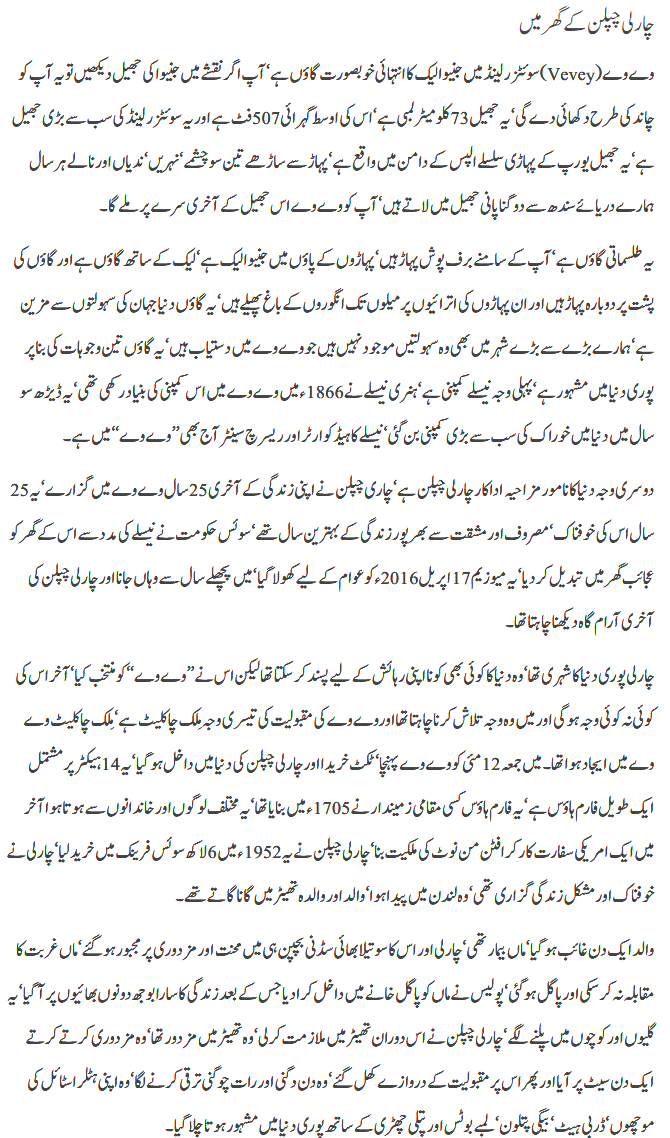 چارلی چپلن کے گھر میں
وے وے (Vevey) سوئٹزرلینڈ میں جنیوا لیک کا انتہائی خوبصورت گاؤں ہے‘ آپ اگر نقشے میں جنیوا کی جھیل دیکھیں تو یہ آپ کو
چاند کی طرح دکھائی دے گی‘ یہ جھیل 73 کلو میٹر لمبی ہے‘ اس کی اوسط گہرائی 507 فٹ ہے اور یہ سوئٹزرلینڈ کی سب سے بڑی جھیل
ہے‘ یہ جھیل یورپ کے پہاڑی سلسلے الپس کے دامن میں واقع ہے‘ پہاڑ سے ساڑھے تین سو چشمے‘ نہریں‘ ندیاں اور نالے ہر سال
ہمارے دریائے سندھ سے دوگنا پانی جھیل میں لاتے ہیں‘ آپ کو وے وے اس جھیل کے آخری سرے پر ملے گا۔
یہ طلسماتی گاؤں ہے‘ آپ کے سامنے برف پوش پہاڑ ہیں‘ پہاڑوں کے پاؤں میں جنیوا لیک ہے‘ لیک کے ساتھ گاؤں ہے اور گاؤں کی
پشت پر دوبارہ پہاڑ ہیں اور ان پہاڑوں کی اترائیوں پر میلوں تک انگوروں کے باغ پھیلے ہیں‘ یہ گاؤں دنیا جہان کی سہولتوں سے مزین
ہے‘ ہمارے بڑے سے بڑے شہر میں بھی وہ سہولتیں موجود نہیں ہیں جو وے وے میں دستیاب ہیں‘ یہ گاؤں تین وجوہات کی بنا پر
پوری دنیا میں مشہور ہے‘ پہلی وجہ نیسلے کمپنی ہے‘ ہنری نیسلے نے 1866ء میں وے وے میں اس کمپنی کی بنیاد رکھی تھی‘ یہ ڈیڑھ سو
سال میں دنیا میں خوراک کی سب سے بڑی کمپنی بن گئی‘ نیسلے کا ہیڈ کوارٹر اور ریسرچ سینٹر آج بھی ”وے وے“ میں ہے۔
دوسری وجہ دنیا کا نامور مزاحیہ اداکار چارلی چپلن ہے‘ چاری چپلن نے اپنی زندگی کے آخری 25 سال وے وے میں گزارے‘ یہ 25
سال اس کی خوفناک‘ مصروف اور مشقت سے بھرپور زندگی کے بہترین سال تھے‘ سوئس حکومت نے نیسلے کی مدد سے اس کے گھر کو
عجائب گھر میں تبدیل کر دیا‘ یہ میوزیم 17 اپریل 2016ء کو عوام کے لیے کھولا گیا‘ میں پچھلے سال سے وہاں جانا اور چارلی چپلن کی
آخری آرام گاہ دیکھنا چاہتا تھا۔
چارلی پوری دنیا کا شہری تھا‘ وہ دنیا کا کوئی بھی کونا اپنی رہائش کے لیے پسند کر سکتا تھا لیکن اس نے ”وے وے“ کو منتخب کیا‘ آخر اس کی
کوئی نہ کوئی وجہ ہو گی اور میں وہ وجہ تلاش کرنا چاہتا تھا اور وے وے کی مقبولیت کی تیسری وجہ مِلک چاکلیٹ ہے‘ مِلک چاکلیٹ وے
وے میں ایجاد ہوا تھا۔ میں جمعہ 12 مئی کو وے وے پہنچا‘ ٹکٹ خریدا اور چارلی چپلن کی دنیا میں داخل ہو گیا‘ یہ 14 ہیکٹر پر مشتمل
ایک طویل فارم ہاؤس ہے‘ یہ فارم ہاؤس کسی مقامی زمیندار نے 1705ء میں بنایا تھا‘ یہ مختلف لوگوں اور خاندانوں سے ہوتا ہوا آخر
میں ایک امریکی سفارت کار کرافٹن من نوٹ کی ملکیت بنا‘ چارلی چپلن نے یہ 1952ء میں 6 لاکھ سوئس فرینک میں خرید لیا‘ چارلی نے
خوفناک اور مشکل زندگی گزاری تھی‘ وہ لندن میں پیدا ہوا‘ والد اور والدہ تھیٹر میں گانا گاتے تھے۔
والد ایک دن غائب ہو گیا‘ ماں بیمار تھی‘ چارلی اور اس کا سوتیلا بھائی سڈنی بچپن ہی میں محنت اور مزدوری پر مجبور ہو گئے‘ ماں غربت کا
مقابلہ نہ کر سکی اور پاگل ہو گئی‘ پولیس نے ماں کو پاگل خانے میں داخل کرا دیا جس کے بعد زندگی کا سارا بوجھ دونوں بھائیوں پر آ گیا‘ یہ
گلیوں اور کوچوں میں پلنے لگے‘ چارلی چپلن نے اس دوران تھیٹر میں ملازمت کر لی‘ وہ تھیٹر میں مزدور تھا‘ وہ مزدوری کرتے کرتے
ایک دن سیٹ پر آیا اور پھر اس پر مقبولیت کے دروازے کھل گئے‘ وہ دن دگنی اور رات چوگنی ترقی کرنے لگا‘ وہ اپنی ہٹلر اسٹائل کی
موچھوں‘ ڈربی ہیٹ‘ بیگی پتلون‘ لمبے بوٹس اور پتلی چھڑی کے ساتھ پوری دنیا میں مشہور ہوتا چلا گیا۔